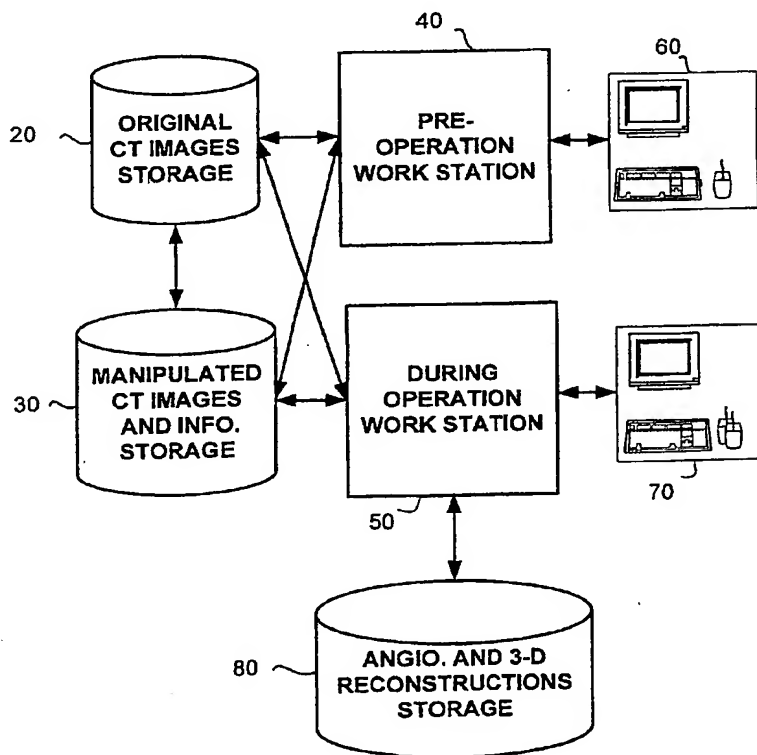 40
60
20
ORIGINAL
CT IMAGES
STORAGE
PRE-
OPERATION
WORK STATION
30
MANIPULATED
CT IMAGES
AND INFO.
STORAGE
DURING
OPERATION
WORK STATION
50
70
80
ANGIO. AND 3-D
RECONSTRUCTIONS
STORAGE